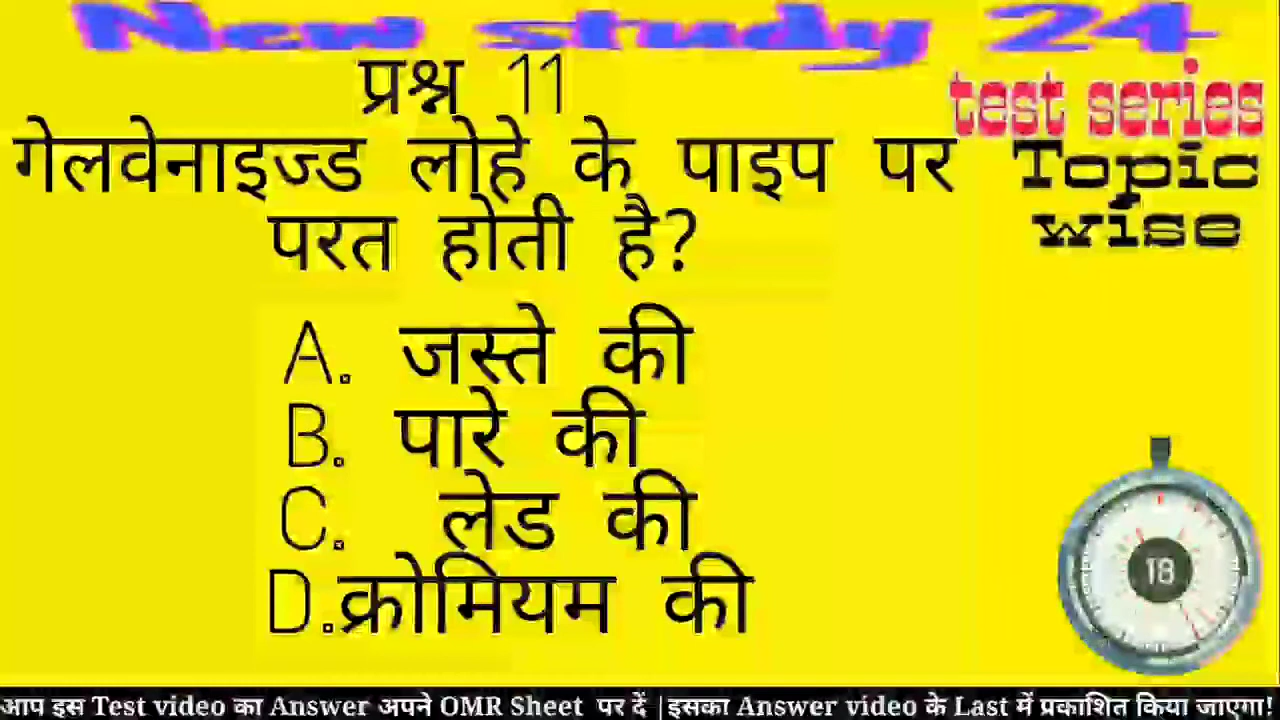 New study 24
प्रश्न 11
test series
गेलवेनाइज्ड लोहे के पाइप पर
Topic
परत होती है?
wise
A. जस्ते की
B. पारे की
C. लेड की
D.क्रोमियम की
18
आप इस Test video का Answer अपने OMR Sheet पर दें |इसका Answer video के Last में प्रकाशित किया जाएगा!